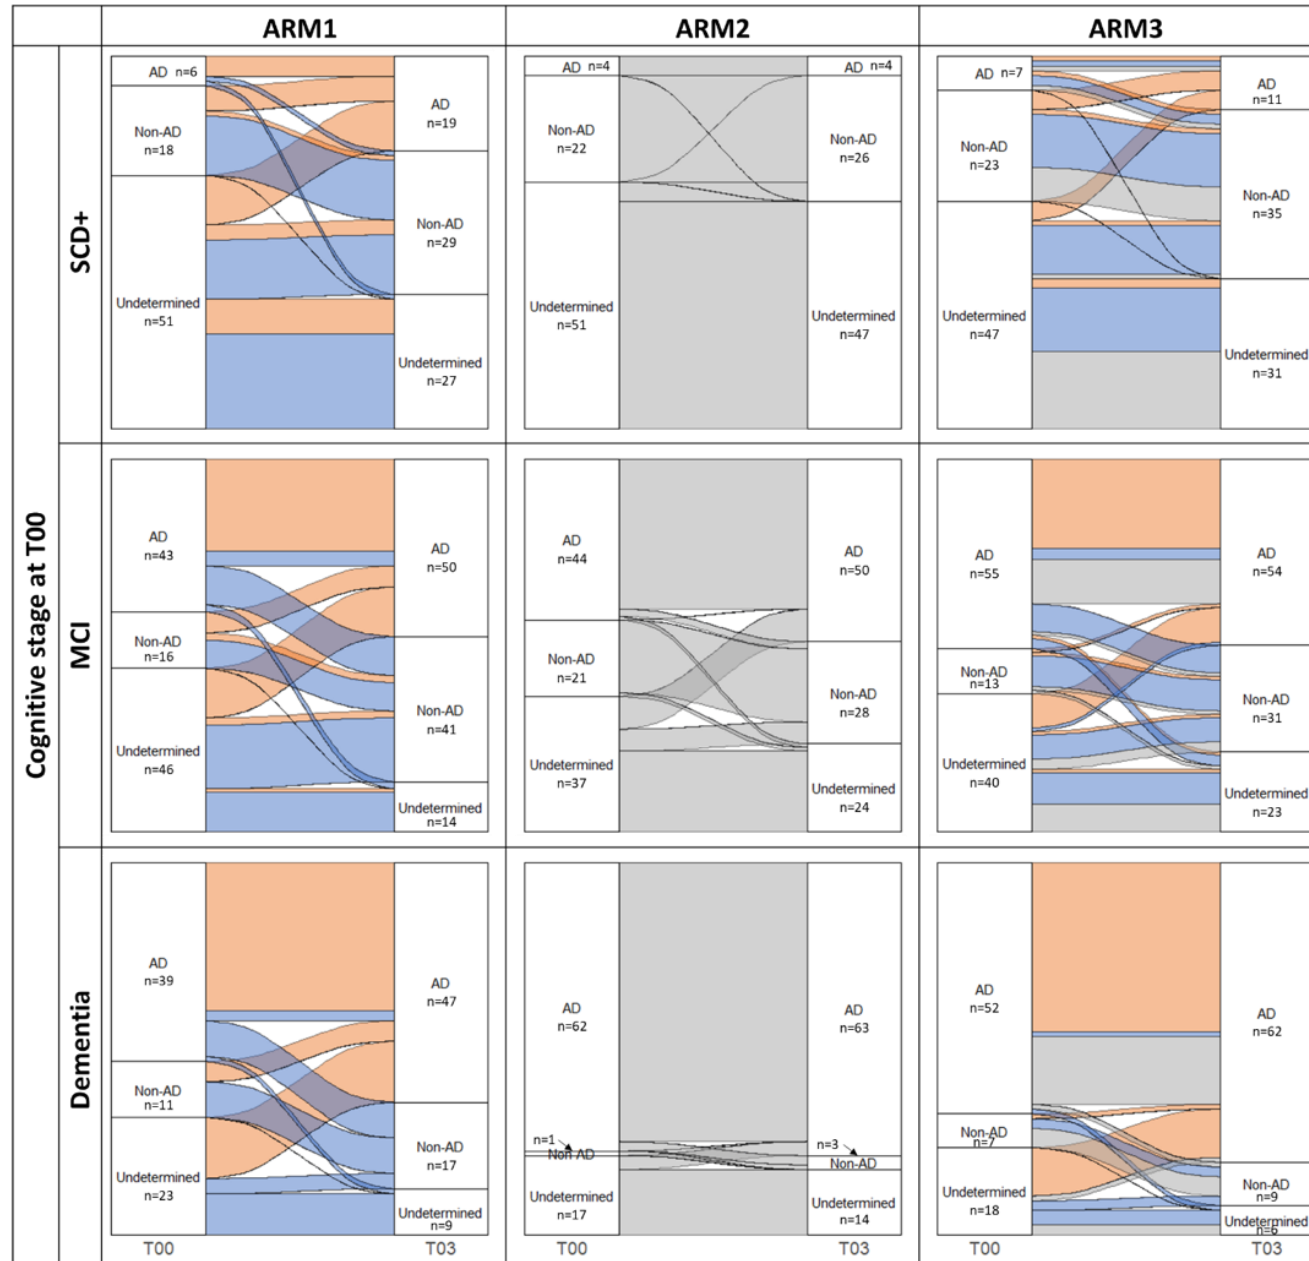 ARM1
ARM2
ARM3
Cognitive stage at T00
SCD+
AD n=6
Non-AD
n=18
Undetermined
n=51
AD
n=19
Non-AD
n=29
Undetermined
n=27
AD n=4
Non-AD
n=22
Undetermined
n=51
AD n=4
Non-AD
n=26
Undetermined
n=47
AD n=7
Non-AD
n=23
Undetermined
n=47
AD
n=11
Non-AD
n=35
Undetermined
n=31
MCI
AD
n=43
Non-AD
n=16
Undetermined
n=46
AD
n=50
Non-AD
n=41
Undetermined
n=14
AD
n=44
Non-AD
n=21
Undetermined
n=37
AD
n=50
Non-AD
n=28
Undetermined
n=24
AD
n=55
Non-AD
n=13
Undetermined
n=40
AD
n=54
Non-AD
n=31
Undetermined
n=23
Dementia
AD
n=39
Non-AD
n=11
Undetermined
n=23
AD
n=47
Non-AD
n=17
Undetermined
n=9
AD
n=62
n=1
Non-AD
Undetermined
n=17
AD
n=63
n=3
Non-AD
Undetermined
n=14
AD
n=52
Non-AD
n=7
Undetermined
n=18
AD
n=62
Non-AD
n=9
Undetermined
n=6
T00
T03
T00
T03
T00
T03